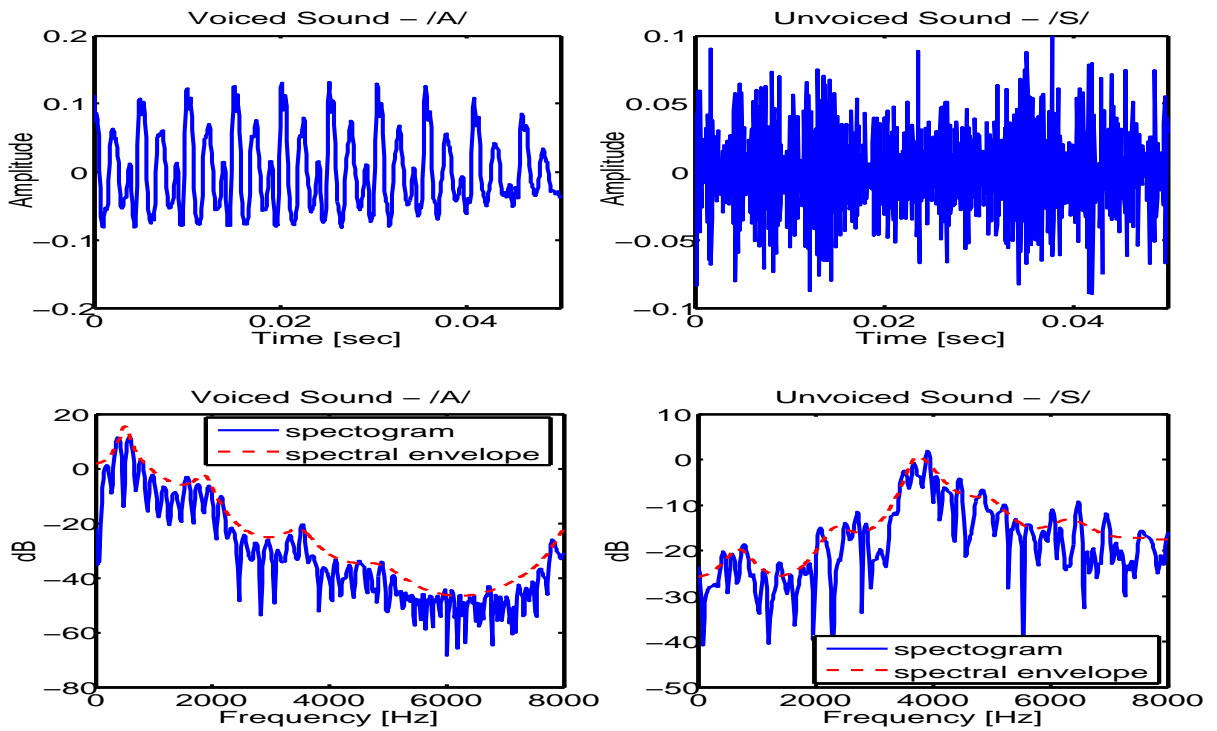 Voiced Sound – /A/
0.2
0.1
0
−0.1
−0.2
Amplitude
0
0.02
0.04
Time [sec]
Unvoiced Sound – /S/
0.1
0.05
0
−0.05
−0.1
Amplitude
0
0.02
0.04
Time [sec]
Voiced Sound – /A/
20
0
−20
−40
−60
−80
dB
spectogram
spectral envelope
0
2000
4000
6000
8000
Frequency [Hz]
Unvoiced Sound – /S/
10
0
−10
−20
−30
−40
−50
dB
spectogram
spectral envelope
0
2000
4000
6000
8000
Frequency [Hz]